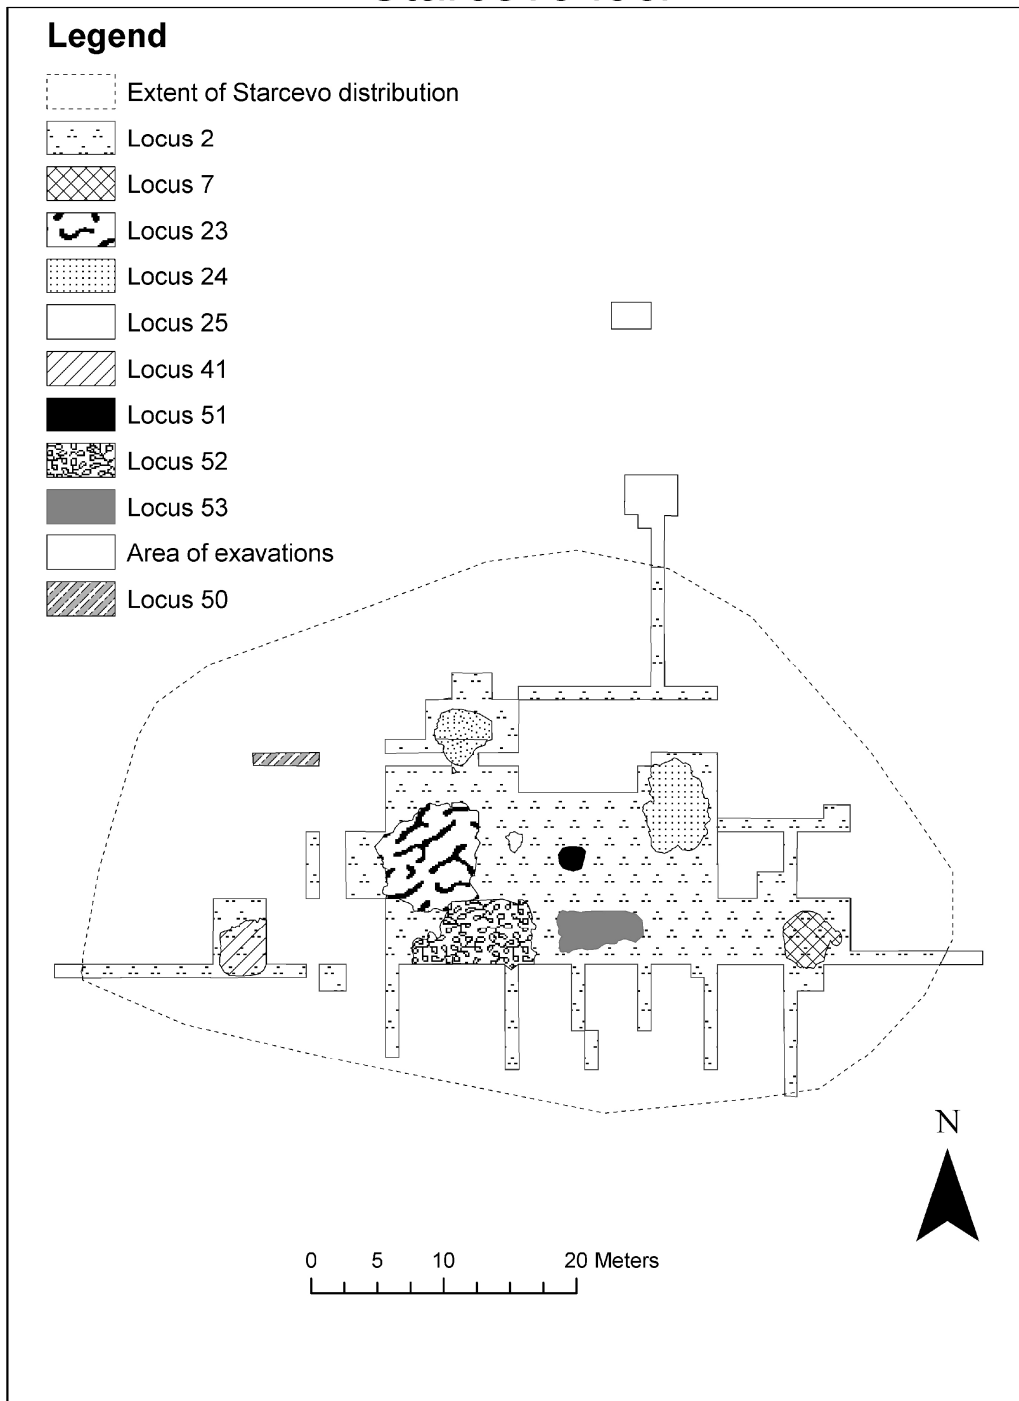 Legend
Extent of Starcevo distribution
Locus 2
Locus 7
Locus 23
Locus 24
Locus 25
Locus 41
Locus 51
Locus 52
Locus 53
Area of exavations
Locus 50
N
0 5 10 20 Meters